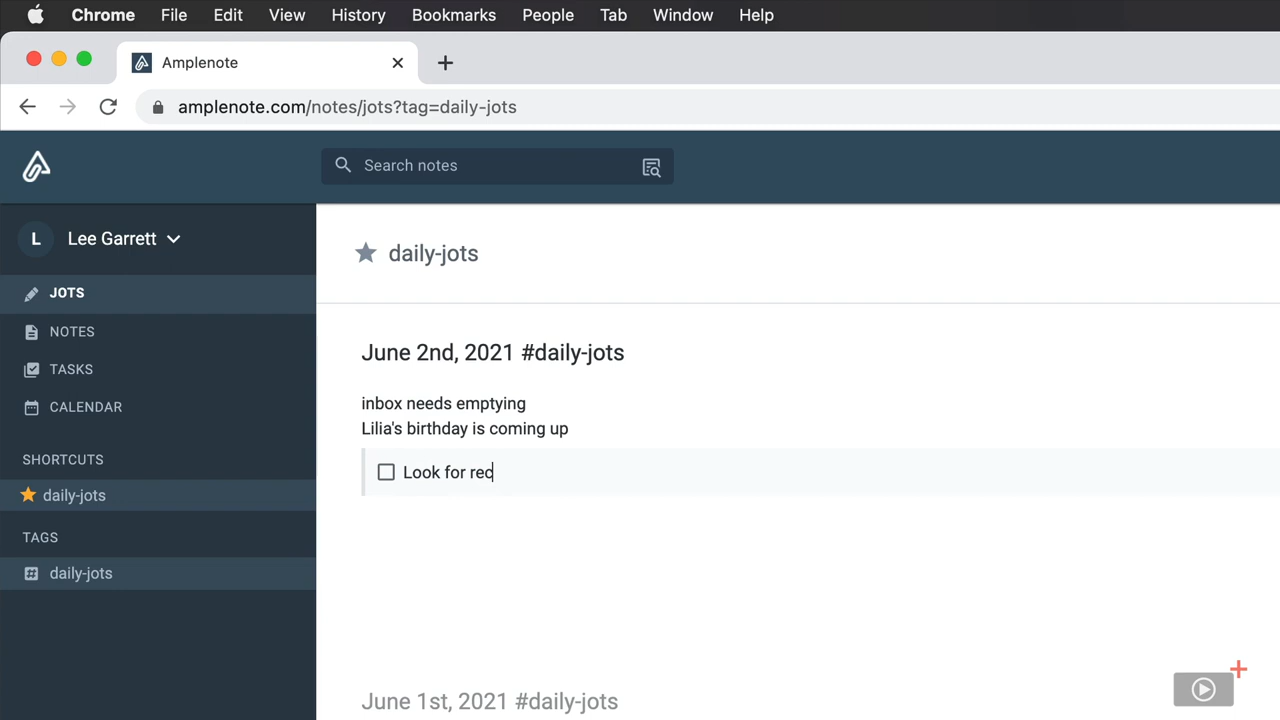 Chrome File Edit View History Bookmarks People Tab Window Help
Amplenote
amplenote.com/notes/jots?tag=daily-jots
Search notes
L Lee Garrett
JOTS
NOTES
TASKS
CALENDAR
SHORTCUTS
daily-jots
TAGS
daily-jots
daily-jots
June 2nd, 2021 #daily-jots
inbox needs emptying
Lilia's birthday is coming up
Look for rec
June 1st, 2021 #daily-jots